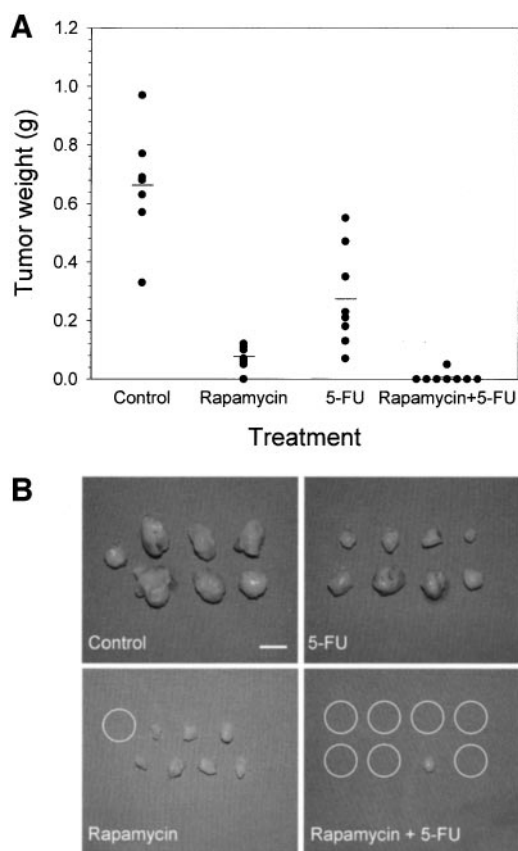 A
1.2
1.0
0.8
0.6
0.4
0.2
0.0
Tumor weight (g)
Control Rapamycin 5-FU Rapamycin+5-FU
Treatment
B
Control
5-FU
Rapamycin
Rapamycin + 5-FU